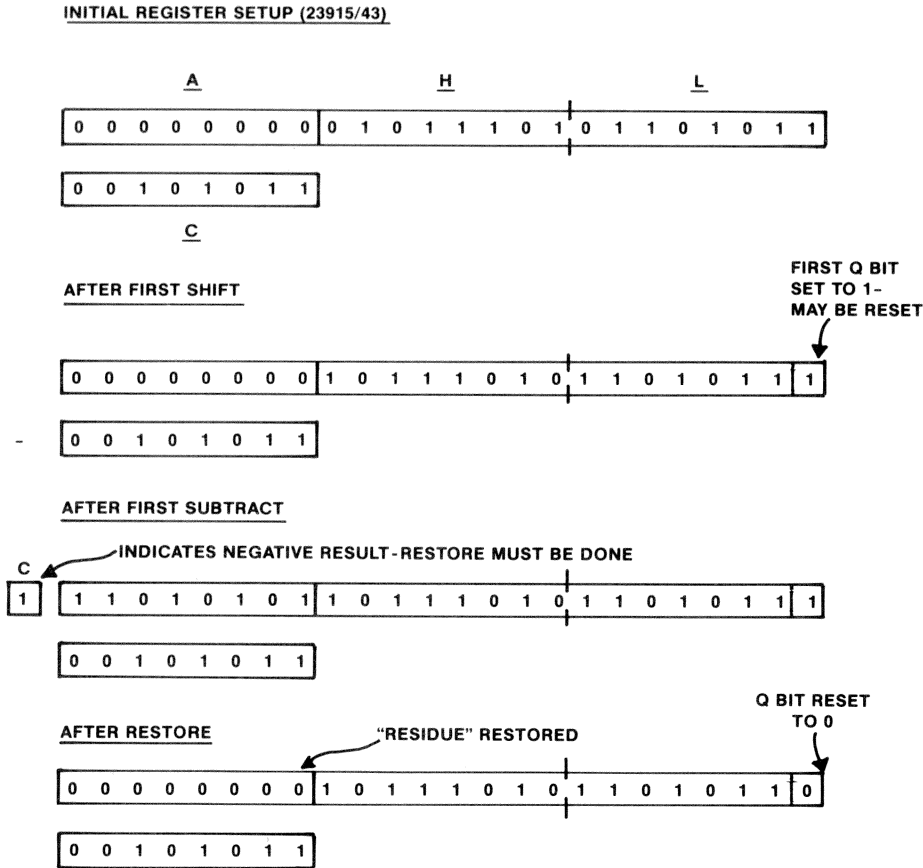 INITIAL REGISTER SETUP (23915/43)
A H L
0 0 0 0 0 0 0 0 0 1 0 1 1 1 0 1 0 1 1 0 1 0 1 1
0 0 1 0 1 0 1 1
C
FIRST Q BIT
SET TO 1-
MAY BE RESET
AFTER FIRST SHIFT
0 0 0 0 0 0 0 0 1 0 1 1 1 0 1 0 1 1 0 1 0 1 1 1
- 0 0 1 0 1 0 1 1
AFTER FIRST SUBTRACT
INDICATES NEGATIVE RESULT-RESTORE MUST BE DONE
C
1 1 1 0 1 0 1 0 1 1 0 1 1 1 0 1 0 1 1 0 1 0 1 1 1
0 0 1 0 1 0 1 1
Q BIT RESET
TO 0
AFTER RESTORE
"RESIDUE" RESTORED
0 0 0 0 0 0 0 0 1 0 1 1 1 0 1 0 1 1 0 1 0 1 1 0
0 0 1 0 1 0 1 1